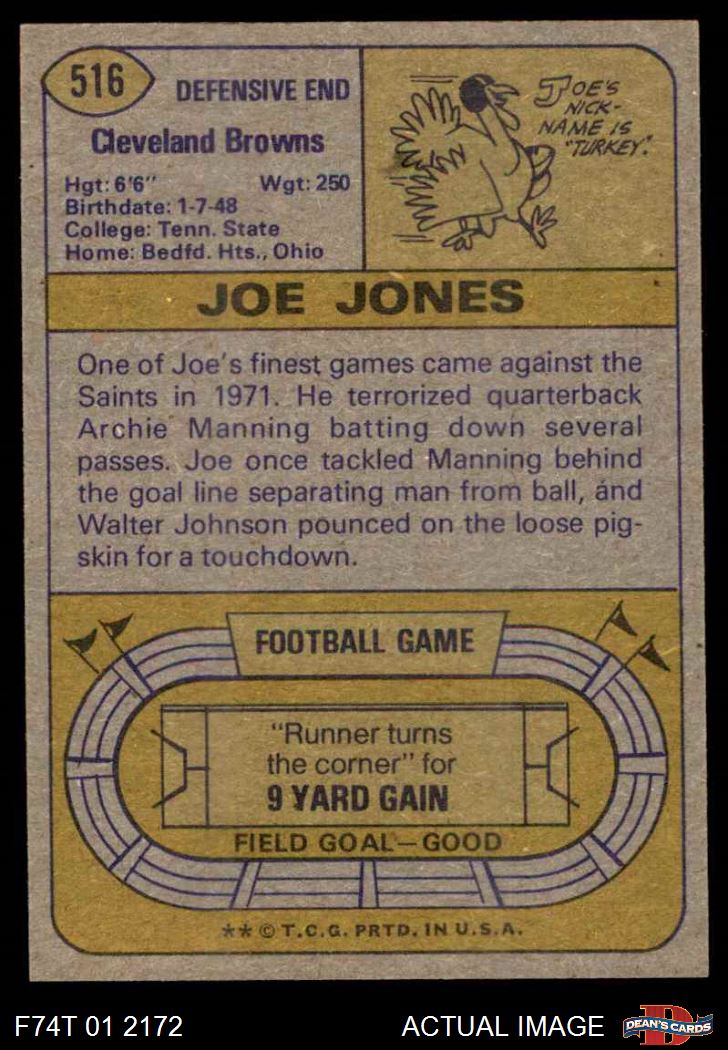 516
DEFENSIVE END
Cleveland Browns
Hgt: 6'6" Wgt: 250
Birthdate: 1-7-48
College: Tenn. State
Home: Bedfd. Hts., Ohio
JOE'S
NICK-
NAME IS
"TURKEY".
JOE JONES
One of Joe's finest games came against the
Saints in 1971. He terrorized quarterback
Archie Manning batting down several
passes. Joe once tackled Manning behind
the goal line separating man from ball, and
Walter Johnson pounced on the loose pig-
skin for a touchdown.
FOOTBALL GAME
"Runner turns
the corner" for
9 YARD GAIN
FIELD GOAL—GOOD
** © T.C.G. PRTD. IN U.S.A.
F74T 01 2172
ACTUAL IMAGE
D
DEAN'S CARDS